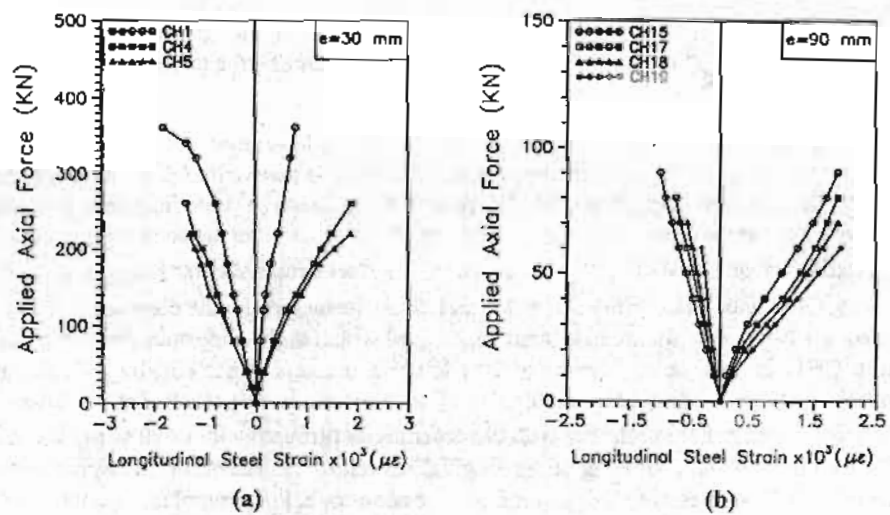 500
CH1
CH4
CH5
e=30 mm
400
300
200
100
0
-3
-2
-1
0
1
2
3
Applied Axial Force (KN)
Longitudinal Steel Strain×10³(με)
(a)
150
CH15
CH17
CH18
CH19
e=90 mm
100
50
0
-2.5
-1.5
-0.5
0.5
1.5
2.5
Applied Axial Force (KN)
Longitudinal Steel Strain×10³(με)
(b)